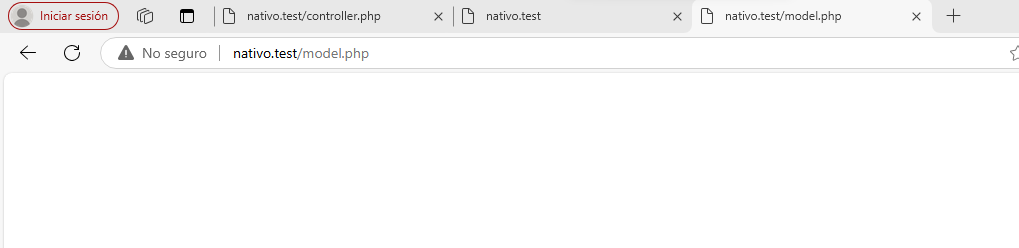 Iniciar sesión
nativo.test/controller.php
nativo.test
nativo.test/model.php
No seguro
nativo.test/model.php